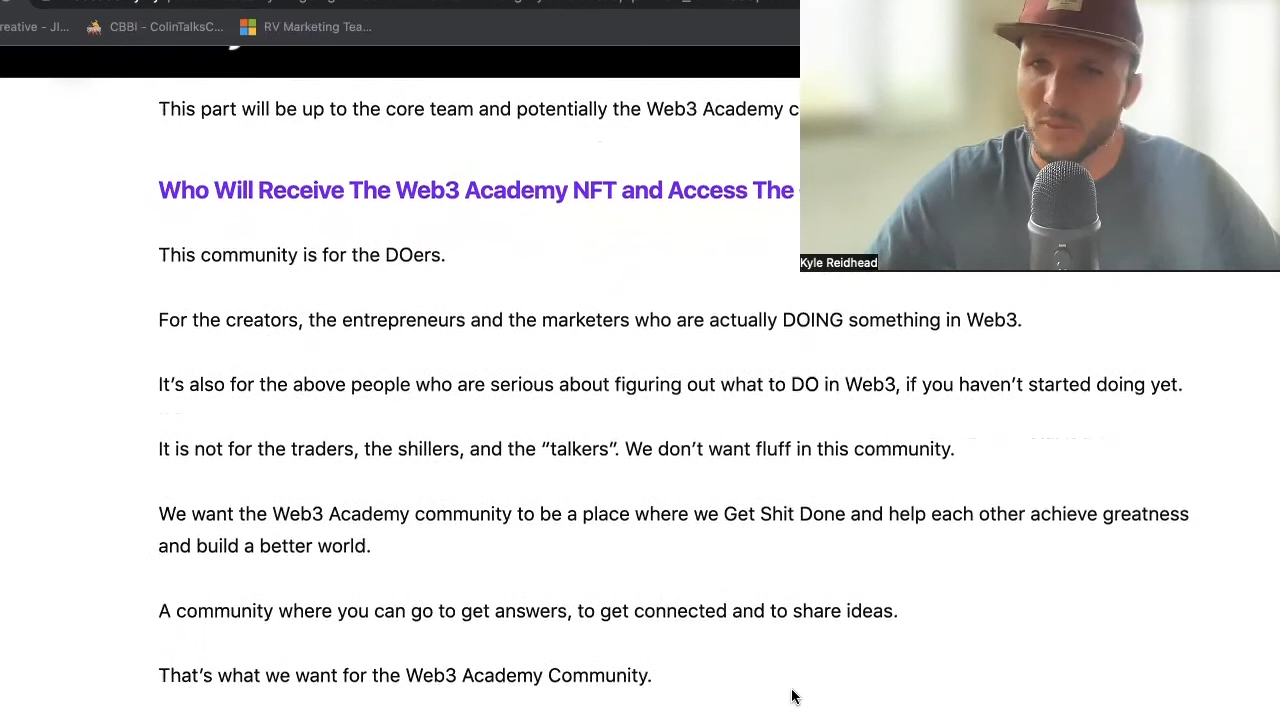 reative - JI...
CBBI - ColinTalksC...
RV Marketing Tea...
This part will be up to the core team and potentially the Web3 Academy c
Who Will Receive The Web3 Academy NFT and Access The
Kyle Reidhead
This community is for the DOers.
For the creators, the entrepreneurs and the marketers who are actually DOING something in Web3.
It’s also for the above people who are serious about figuring out what to DO in Web3, if you haven’t started doing yet.
It is not for the traders, the shillers, and the “talkers”. We don’t want fluff in this community.
We want the Web3 Academy community to be a place where we Get Shit Done and help each other achieve greatness
and build a better world.
A community where you can go to get answers, to get connected and to share ideas.
That’s what we want for the Web3 Academy Community.